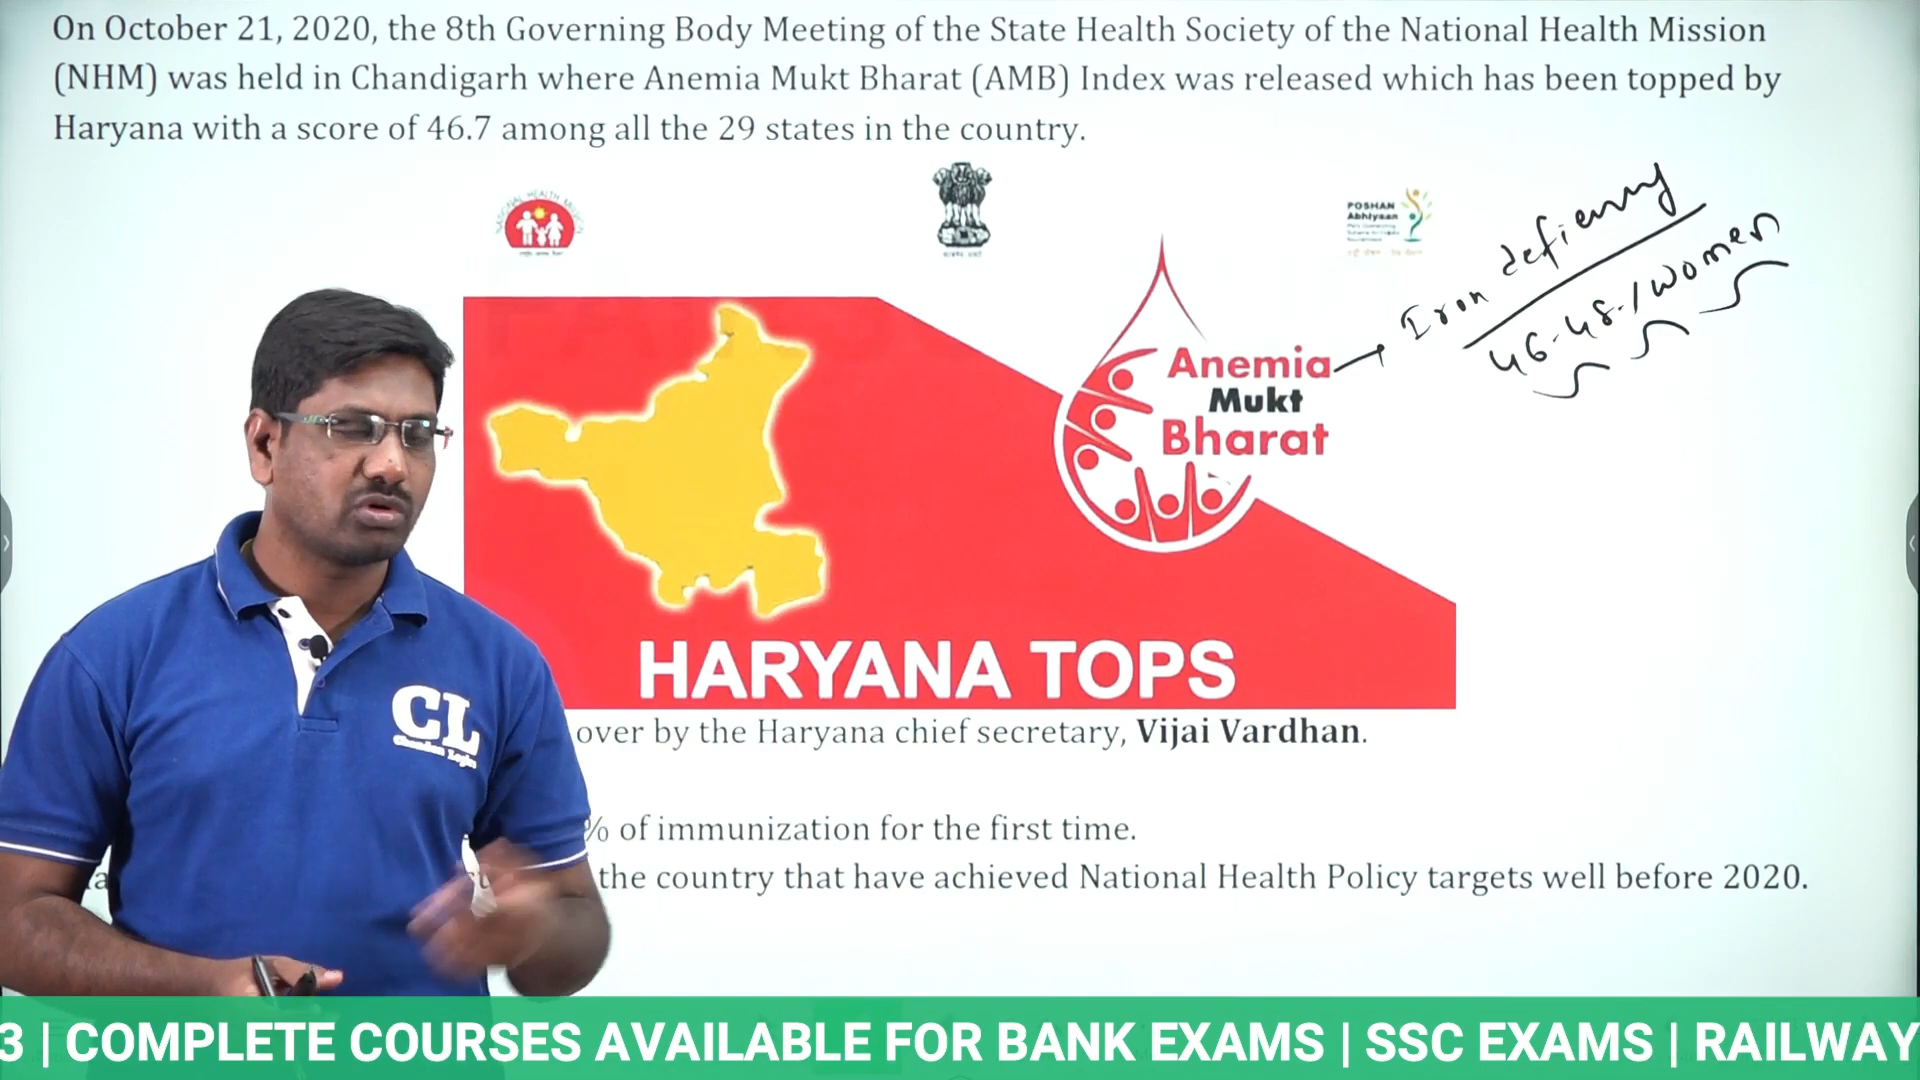 On October 21, 2020, the 8th Governing Body Meeting of the State Health Society of the National Health Mission
(NHM) was held in Chandigarh where Anemia Mukt Bharat (AMB) Index was released which has been topped by
Haryana with a score of 46.7 among all the 29 states in the country.
NATIONAL HEALTH MISSION
POSHAN
Abhiyaan
Iron defieny
46-48./women
Anemia
Mukt
Bharat
HARYANA TOPS
over by the Haryana chief secretary, Vijai Vardhan.
CL
% of immunization for the first time.
the country that have achieved National Health Policy targets well before 2020.
3 | COMPLETE COURSES AVAILABLE FOR BANK EXAMS | SSC EXAMS | RAILWAY